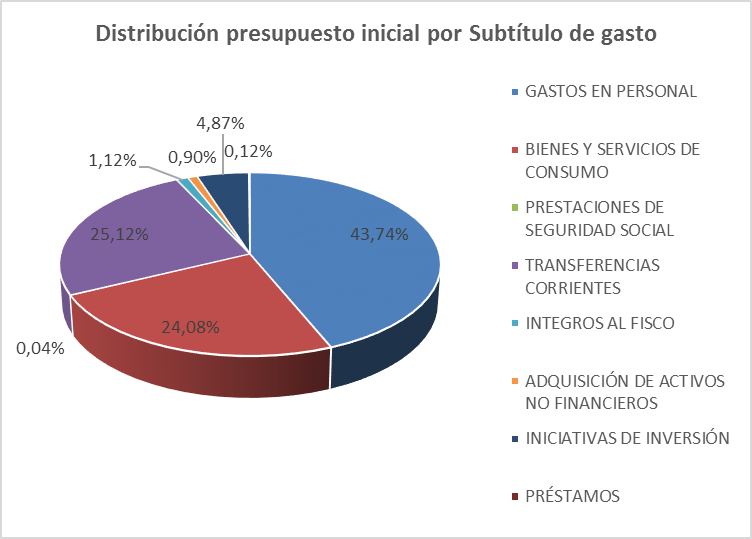 Distribución presupuesto inicial por Subtítulo de gasto
4,87%
1,12%
0,90%
0,12%
25,12%
43,74%
24,08%
0,04%
GASTOS EN PERSONAL
BIENES Y SERVICIOS DE
CONSUMO
PRESTACIONES DE
SEGURIDAD SOCIAL
TRANSFERENCIAS
CORRIENTES
INTEGROS AL FISCO
ADQUISICIÓN DE ACTIVOS
NO FINANCIEROS
INICIATIVAS DE INVERSIÓN
PRÉSTAMOS